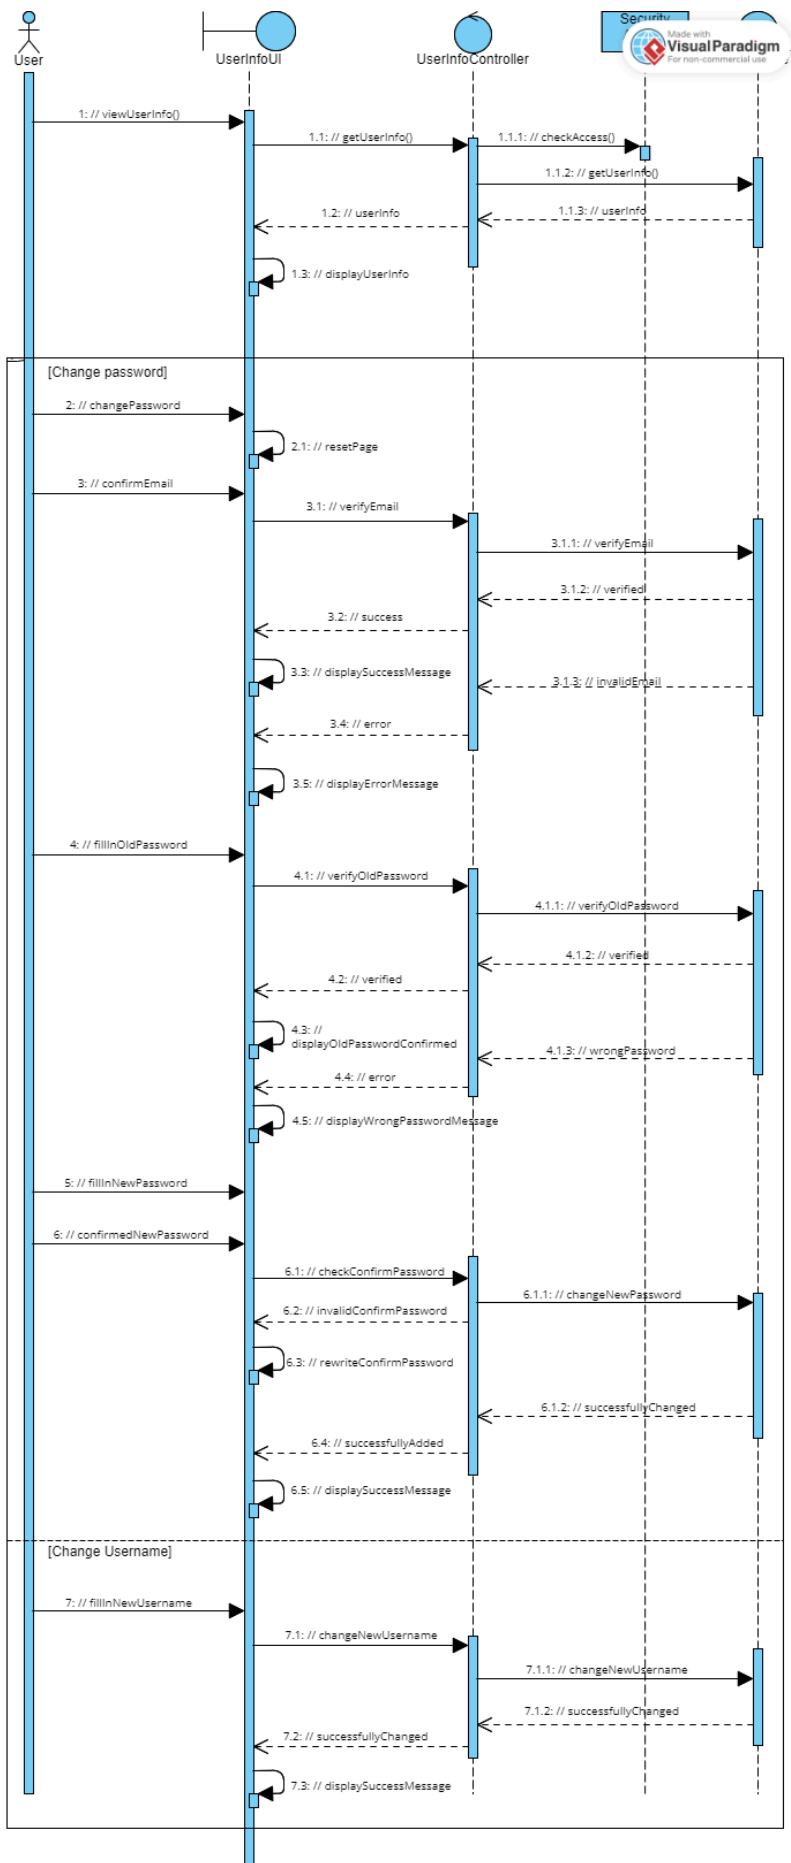 Security
Made with
Visual Paradigm
For non-commercial use
User
UserInfoUI
UserInfoController
1: // viewUserInfo()
1.1: // getUserInfo()
1.1.1: // checkAccess()
1.1.2: // getUserInfo()
1.1.3: // userInfo
1.2: // userInfo
1.3: // displayUserInfo
[Change password]
2: // changePassword
2.1: // resetPage
3: // confirmEmail
3.1: // verifyEmail
3.1.1: // verifyEmail
3.1.2: // verified
3.2: // success
3.3: // displaySuccessMessage
3.1.3: // invalidEmail
3.4: // error
3.5: // displayErrorMessage
4: // fillInOldPassword
4.1: // verifyOldPassword
4.1.1: // verifyOldPassword
4.1.2: // verified
4.2: // verified
4.3: //
displayOldPasswordConfirmed
4.1.3: // wrongPassword
4.4: // error
4.5: // displayWrongPasswordMessage
5: // fillInNewPassword
6: // confirmedNewPassword
6.1: // checkConfirmPassword
6.1.1: // changeNewPassword
6.2: // invalidConfirmPassword
6.3: // rewriteConfirmPassword
6.1.2: // successfullyChanged
6.4: // successfullyAdded
6.5: // displaySuccessMessage
[Change Username]
7: // fillInNewUsername
7.1: // changeNewUsername
7.1.1: // changeNewUsername
7.1.2: // successfullyChanged
7.2: // successfullyChanged
7.3: // displaySuccessMessage